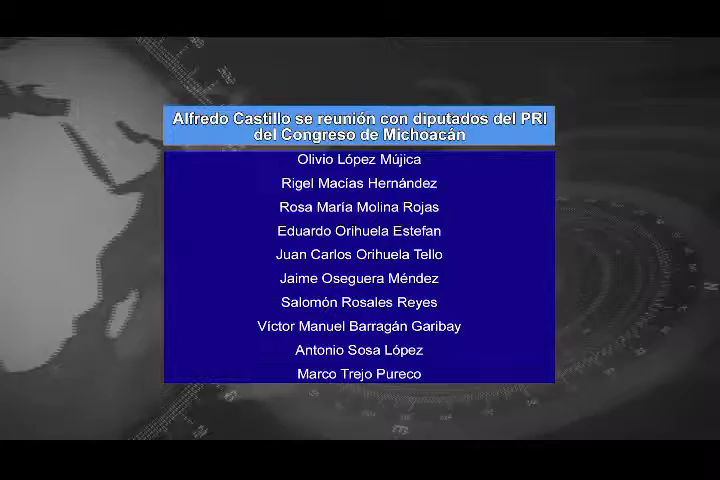 Alfredo Castillo se reunión con diputados del PRI
del Congreso de Michoacán
Olivio López Mújica
Rigel Macías Hernández
Rosa María Molina Rojas
Eduardo Orihuela Estefan
Juan Carlos Orihuela Tello
Jaime Oseguera Méndez
Salomón Rosales Reyes
Víctor Manuel Barragán Garibay
Antonio Sosa López
Marco Trejo Pureco